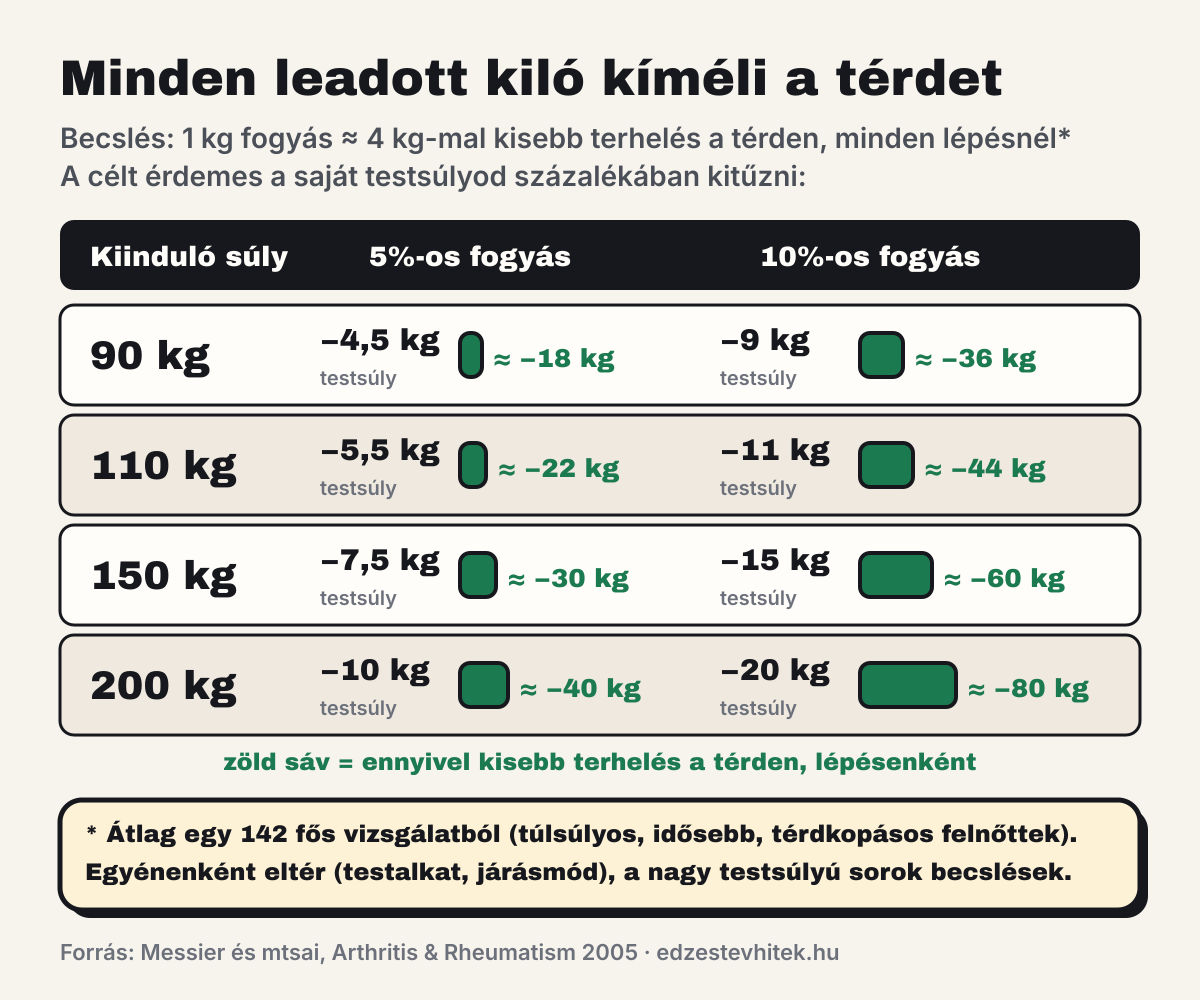 Minden leadott kiló kíméli a térdet
Becslés: 1 kg fogyás ≈ 4 kg-mal kisebb terhelés a térden, minden lépésnél*
A célt érdemes a saját testsúlyod százalékában kitűzni:
Kiinduló súly 5%-os fogyás 10%-os fogyás
90 kg −4,5 kg testsúly ≈ −18 kg −9 kg testsúly ≈ −36 kg
110 kg −5,5 kg testsúly ≈ −22 kg −11 kg testsúly ≈ −44 kg
150 kg −7,5 kg testsúly ≈ −30 kg −15 kg testsúly ≈ −60 kg
200 kg −10 kg testsúly ≈ −40 kg −20 kg testsúly ≈ −80 kg
zöld sáv = ennyivel kisebb terhelés a térden, lépésenként
* Átlag egy 142 fős vizsgálatból (túlsúlyos, idősebb, térdkopásos felnőttek).
Egyénenként eltér (testalkat, járásmód), a nagy testsúlyú sorok becslések.
Forrás: Messier és mtsai, Arthritis & Rheumatism 2005 · edzestevhitek.hu